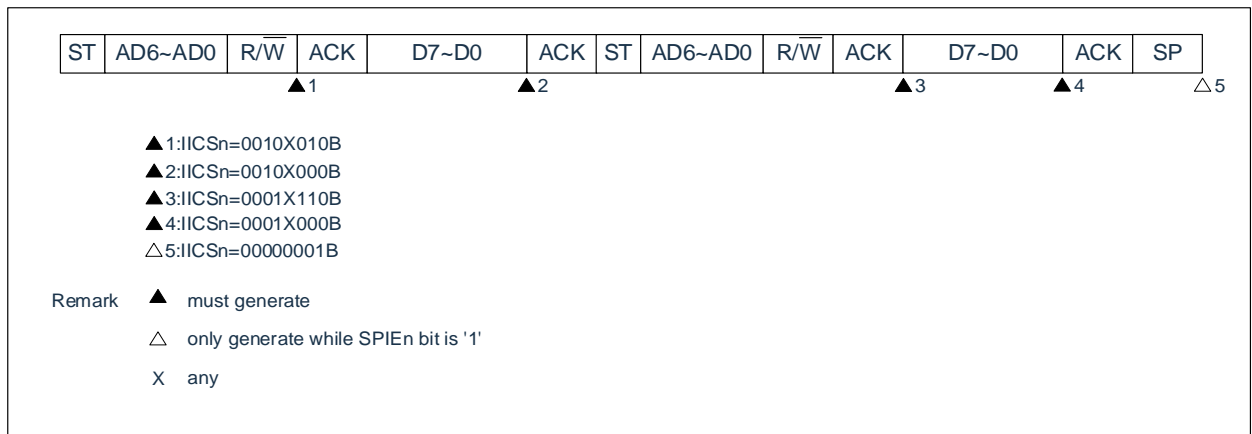 ST AD6~AD0 R/W̅ ACK D7~D0 ACK ST AD6~AD0 R/W̅ ACK D7~D0 ACK SP
▲1 ▲2 ▲3 ▲4 △5
▲1:IICSn=0010X010B
▲2:IICSn=0010X000B
▲3:IICSn=0001X110B
▲4:IICSn=0001X000B
△5:IICSn=00000001B
Remark ▲ must generate
△ only generate while SPIEn bit is '1'
X any